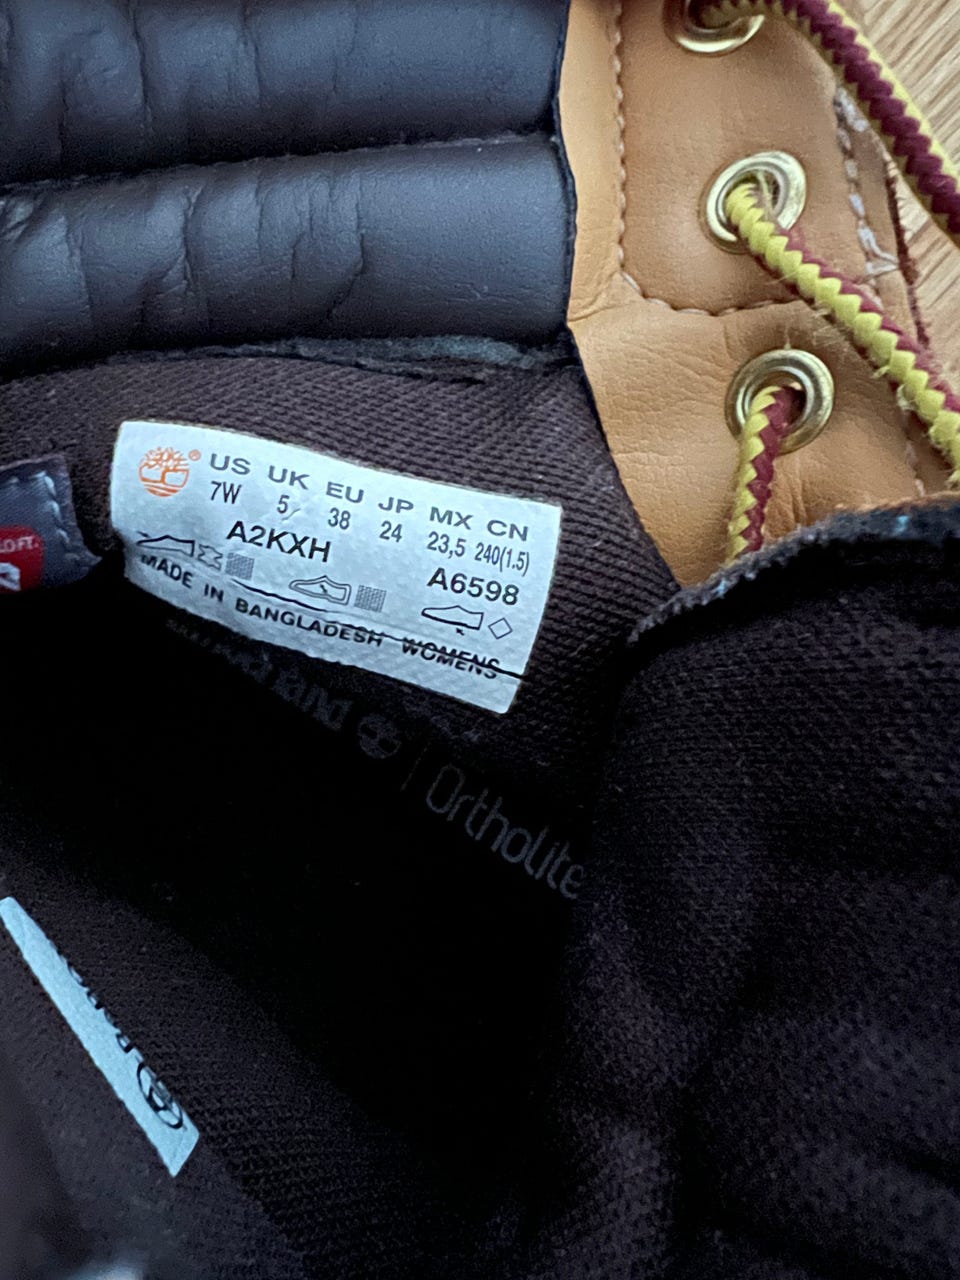 US UK EU JP MX CN
7W 5 38 24 23,5 240(1.5)
A2KXH A6598
MADE IN BANGLADESH WOMENS
Ortholite